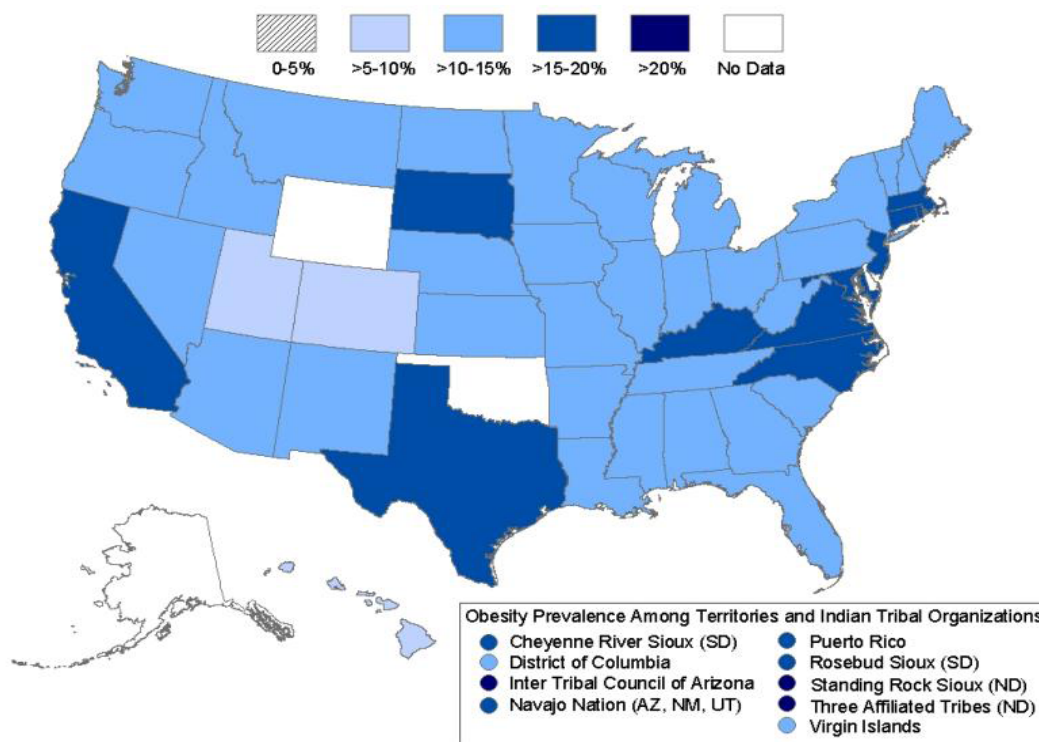 0-5% >5-10% >10-15% >15-20% >20% No Data
Obesity Prevalence Among Territories and Indian Tribal Organizations
Cheyenne River Sioux (SD)
District of Columbia
Inter Tribal Council of Arizona
Navajo Nation (AZ, NM, UT)
Puerto Rico
Rosebud Sioux (SD)
Standing Rock Sioux (ND)
Three Affiliated Tribes (ND)
Virgin Islands